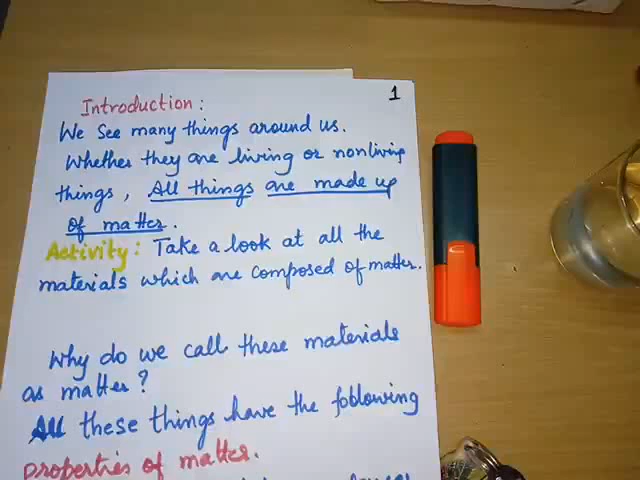 1
Introduction:
We see many things around us.
Whether they are living or nonliving
things, All things are made up
of matter.
Activity: Take a look at all the
materials which are composed of matter.
Why do we call these materials
as matter?
All these things have the following
properties of matter.